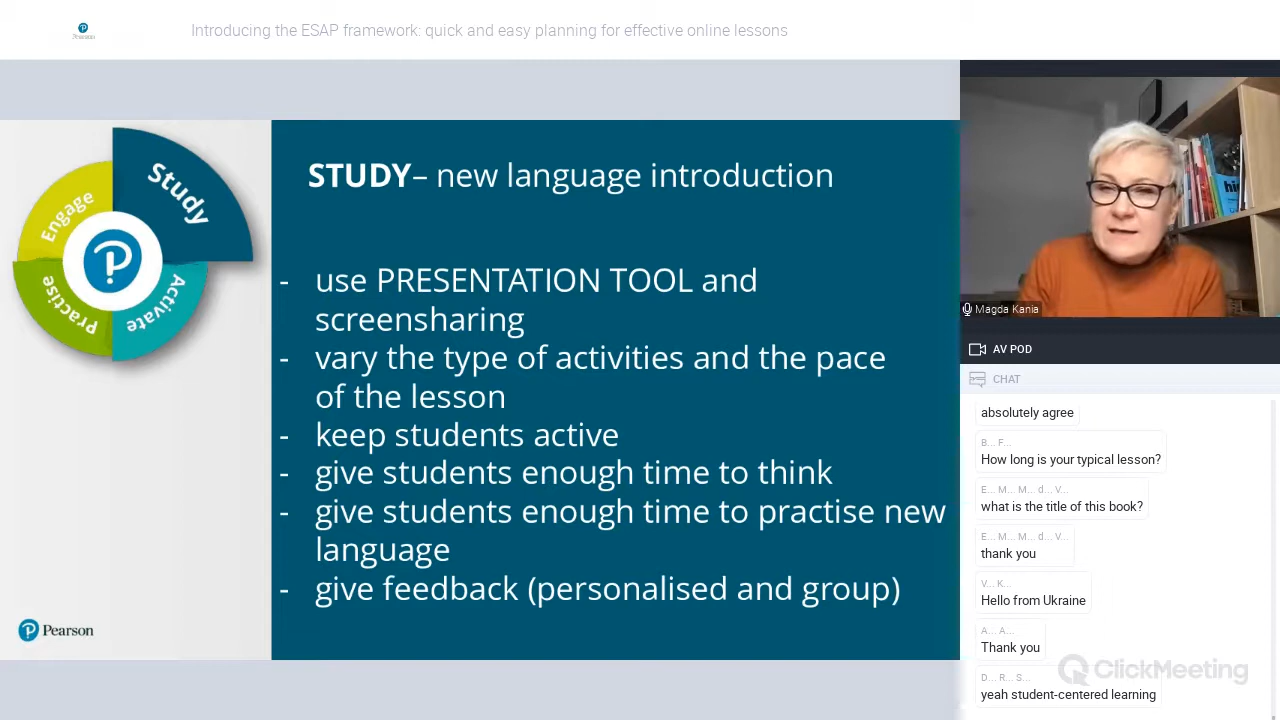 Pearson
Introducing the ESAP framework: quick and easy planning for effective online lessons
Study
Engage
Practise
Activate
Pearson
STUDY– new language introduction
- use PRESENTATION TOOL and
screensharing
- vary the type of activities and the pace
of the lesson
- keep students active
- give students enough time to think
- give students enough time to practise new
language
- give feedback (personalised and group)
Magda Kania
AV POD
CHAT
absolutely agree
B... F...
How long is your typical lesson?
E... M... M... d... V...
what is the title of this book?
E... M... M... d... V...
thank you
V... K...
Hello from Ukraine
A... A...
Thank you
D... R... S...
yeah student-centered learning
ClickMeeting